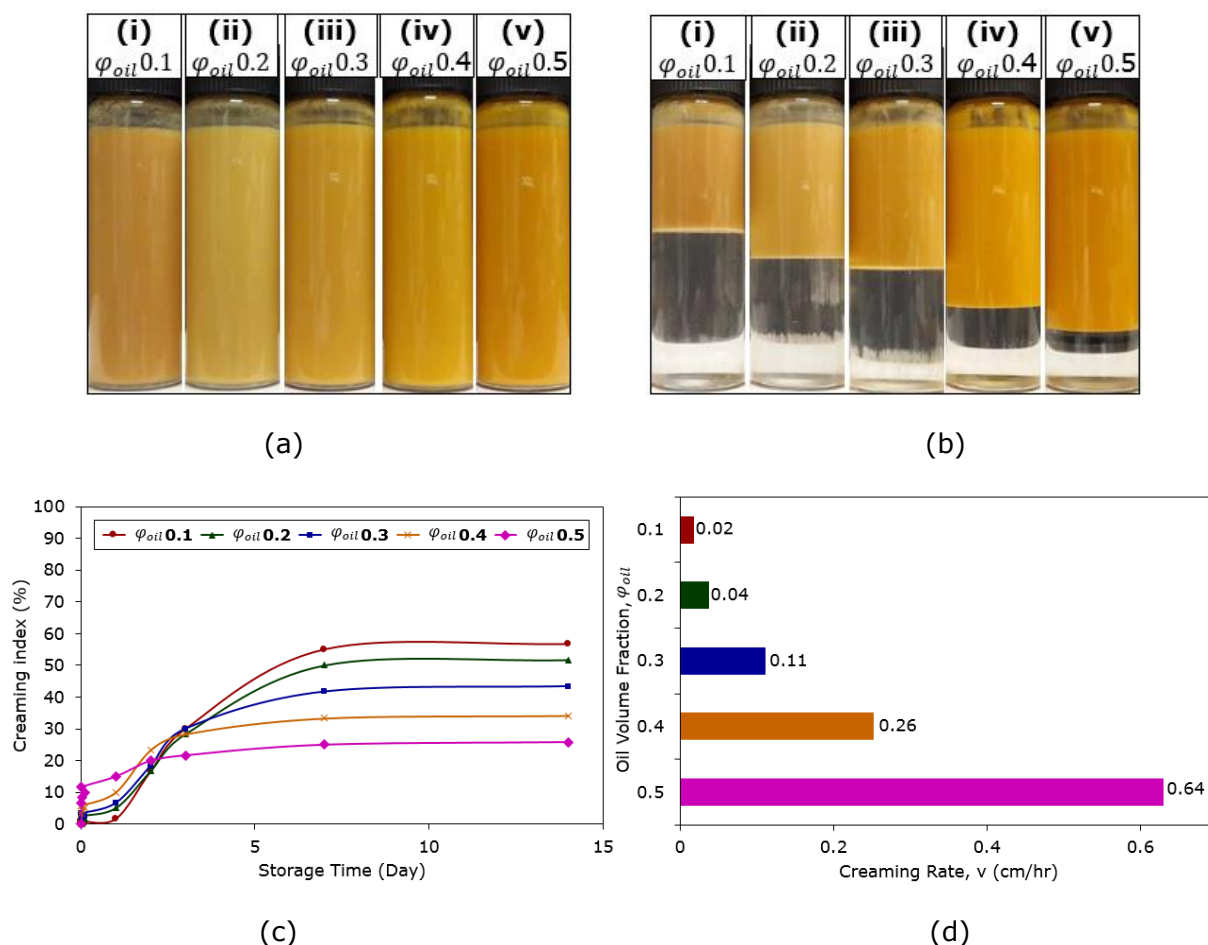 (i) (ii) (iii) (iv) (v)
φoil 0.1 φoil 0.2 φoil 0.3 φoil 0.4 φoil 0.5
(i) (ii) (iii) (iv) (v)
φoil 0.1 φoil 0.2 φoil 0.3 φoil 0.4 φoil 0.5
(a)
(b)
Creaming index (%)
100
90
80
70
60
50
40
30
20
10
0
φoil 0.1 φoil 0.2 φoil 0.3 φoil 0.4 φoil 0.5
0 5 10 15
Storage Time (Day)
(c)
Oil Volume Fraction, φoil
0.1 0.02
0.2 0.04
0.3 0.11
0.4 0.26
0.5 0.64
0 0.2 0.4 0.6
Creaming Rate, v (cm/hr)
(d)